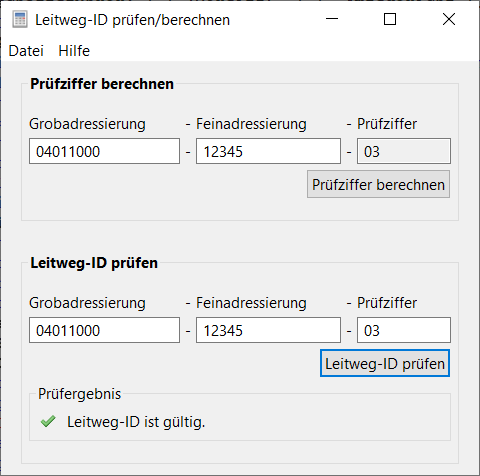 Leitweg-ID prüfen/berechnen
Datei Hilfe
Prüfziffer berechnen
Grobadressierung - Feinadressierung - Prüfziffer
04011000 - 12345 - 03
Prüfziffer berechnen
Leitweg-ID prüfen
Grobadressierung - Feinadressierung - Prüfziffer
04011000 - 12345 - 03
Leitweg-ID prüfen
Prüfergebnis
Leitweg-ID ist gültig.